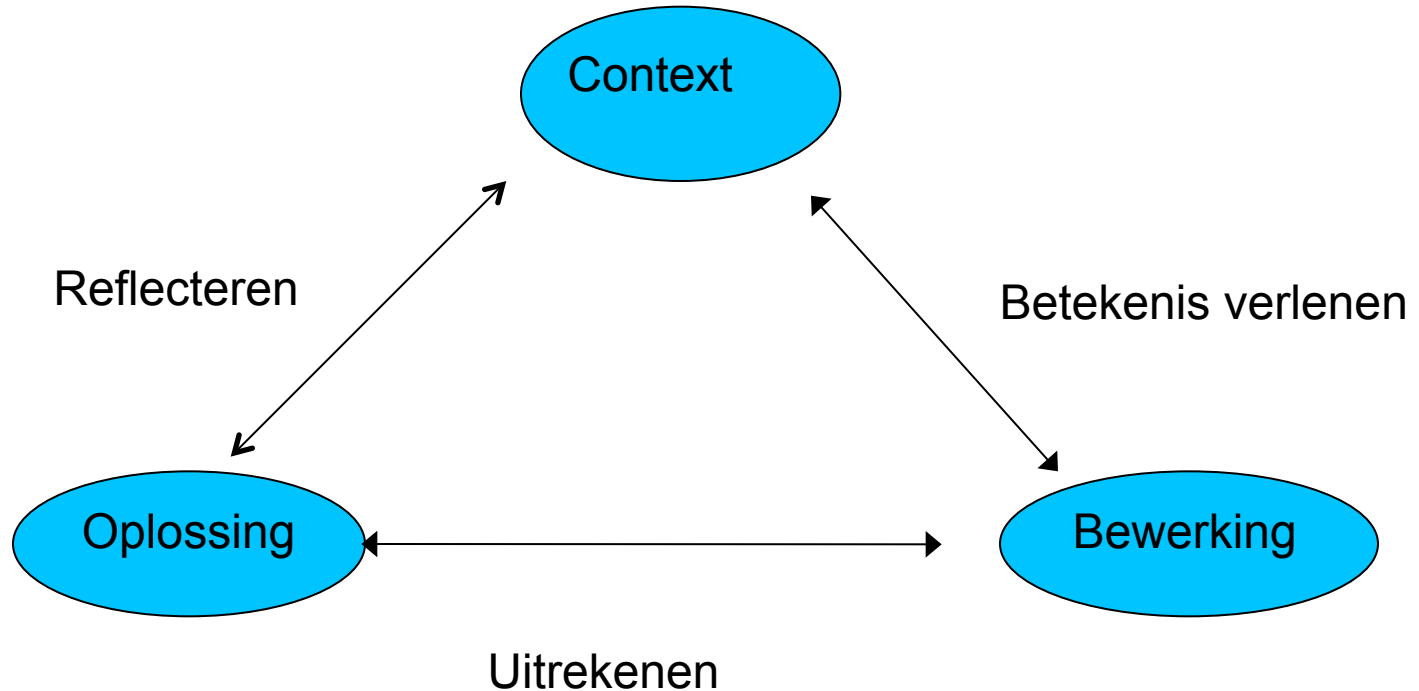 Context
Reflecteren
Betekenis verlenen
Oplossing
Bewerking
Uitrekenen